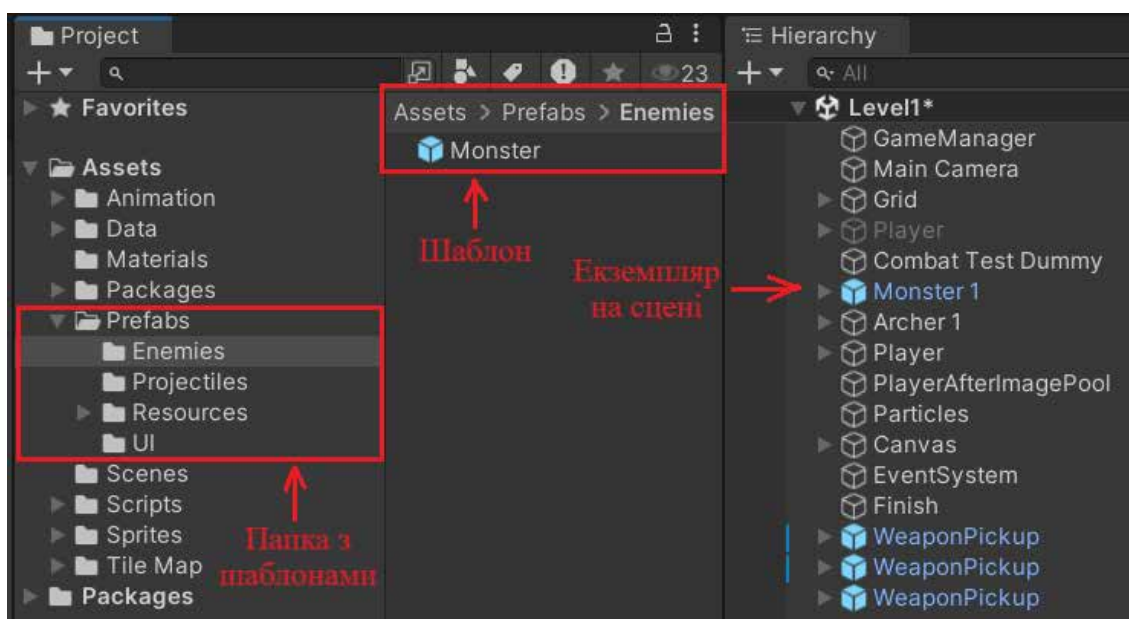 Project
23
Favorites
Assets
Animation
Data
Materials
Packages
Prefabs
Enemies
Projectiles
Resources
UI
Scenes
Scripts
Sprites
Tile Map
Packages
Папка з
шаблонами
Assets > Prefabs > Enemies
Monster
Шаблон
Екземпляр
на сцені
Hierarchy
All
Level1*
GameManager
Main Camera
Grid
Player
Combat Test Dummy
Monster 1
Archer 1
Player
PlayerAfterImagePool
Particles
Canvas
EventSystem
Finish
WeaponPickup
WeaponPickup
WeaponPickup